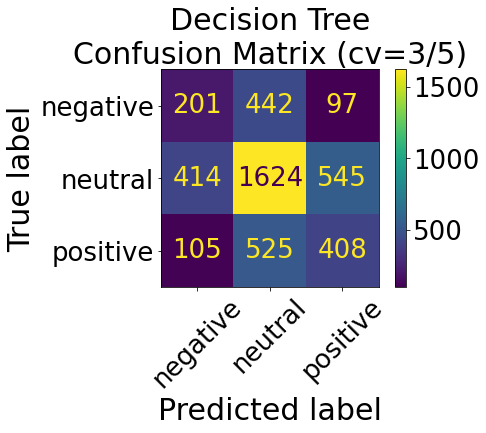 Decision Tree
Confusion Matrix (cv=3/5)
True label
negative 201 442 97
neutral 414 1624 545
positive 105 525 408
1500
1000
500
negative neutral positive
Predicted label